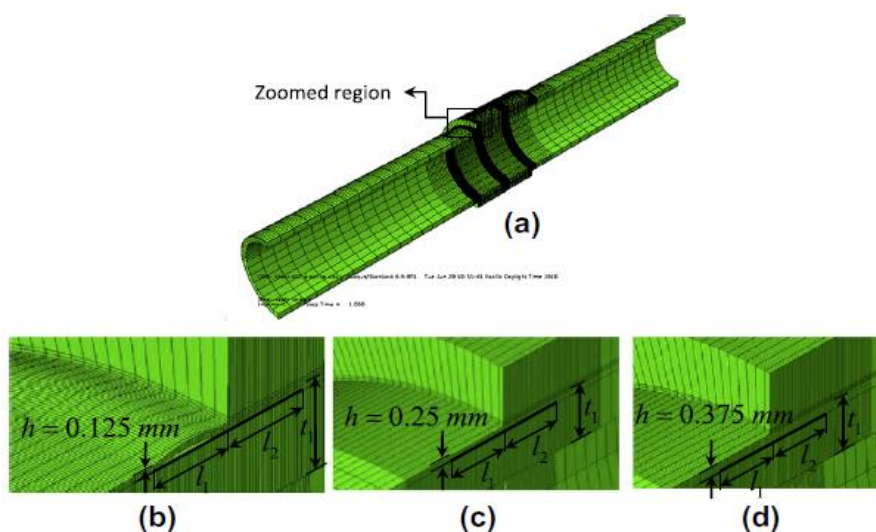 Zoomed region
(a)
h = 0.125 mm
l₁
l₂
t₁
h = 0.25 mm
l₁
l₂
t₁
h = 0.375 mm
l₁
l₂
t₁
(b)
(c)
(d)